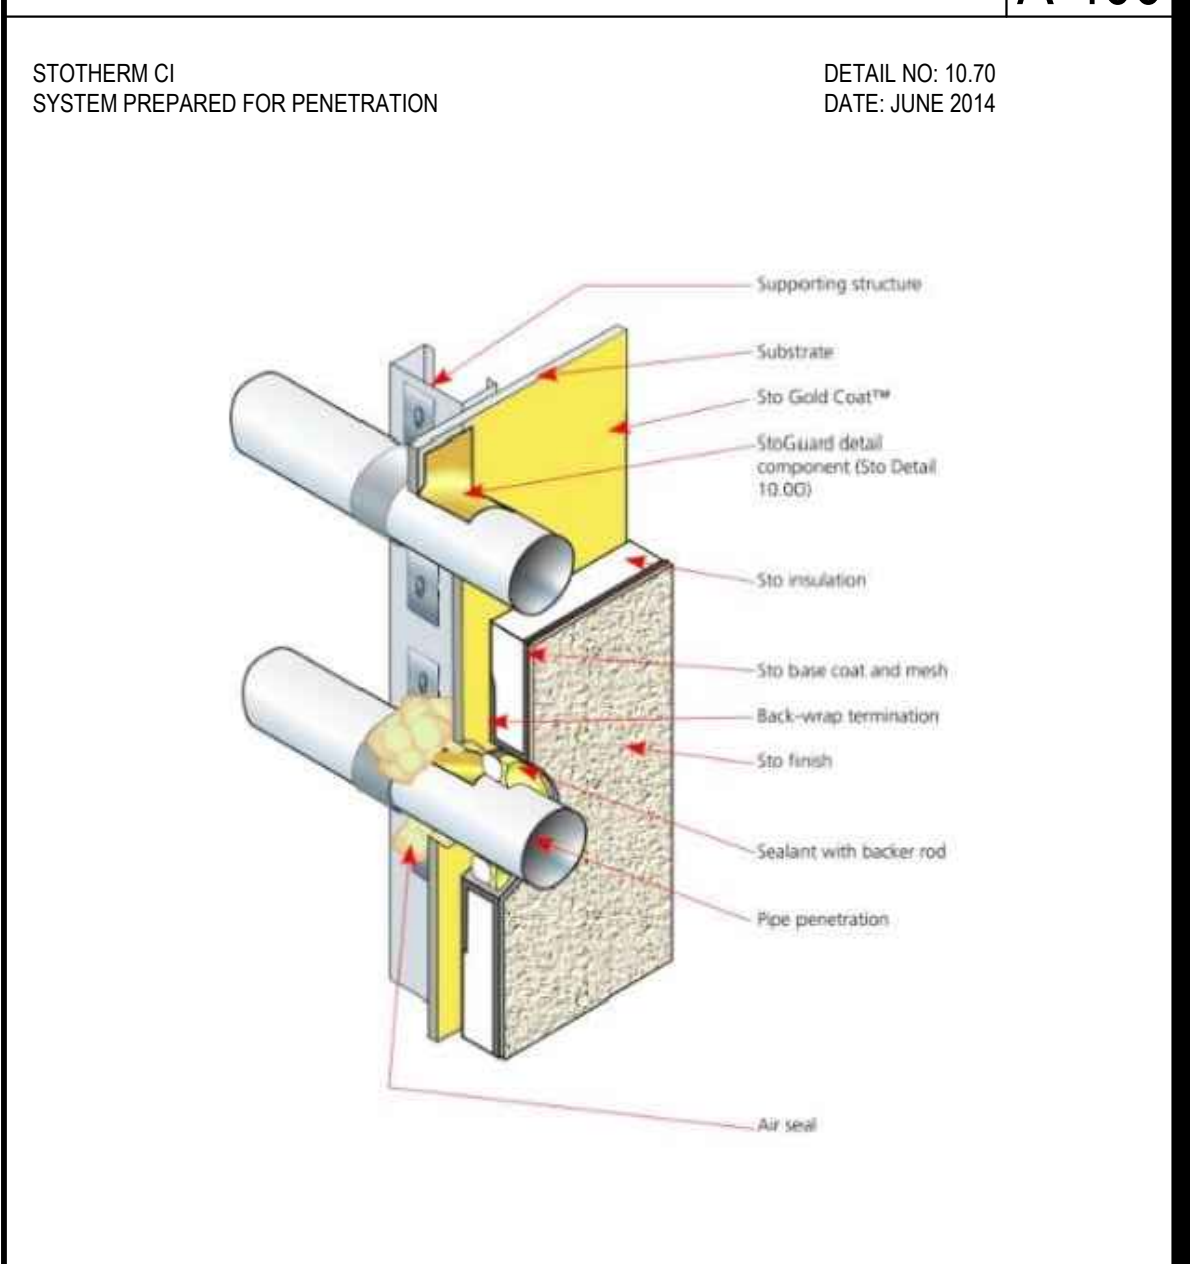 STOTHERM CI
SYSTEM PREPARED FOR PENETRATION
DETAIL NO: 10.70
DATE: JUNE 2014
Supporting structure
Substrate
Sto Gold Coat™
StoGuard detail
component (Sto Detail
10.00)
Sto insulation
Sto base coat and mesh
Back-wrap termination
Sto finish
Sealant with backer rod
Pipe penetration
Air seal